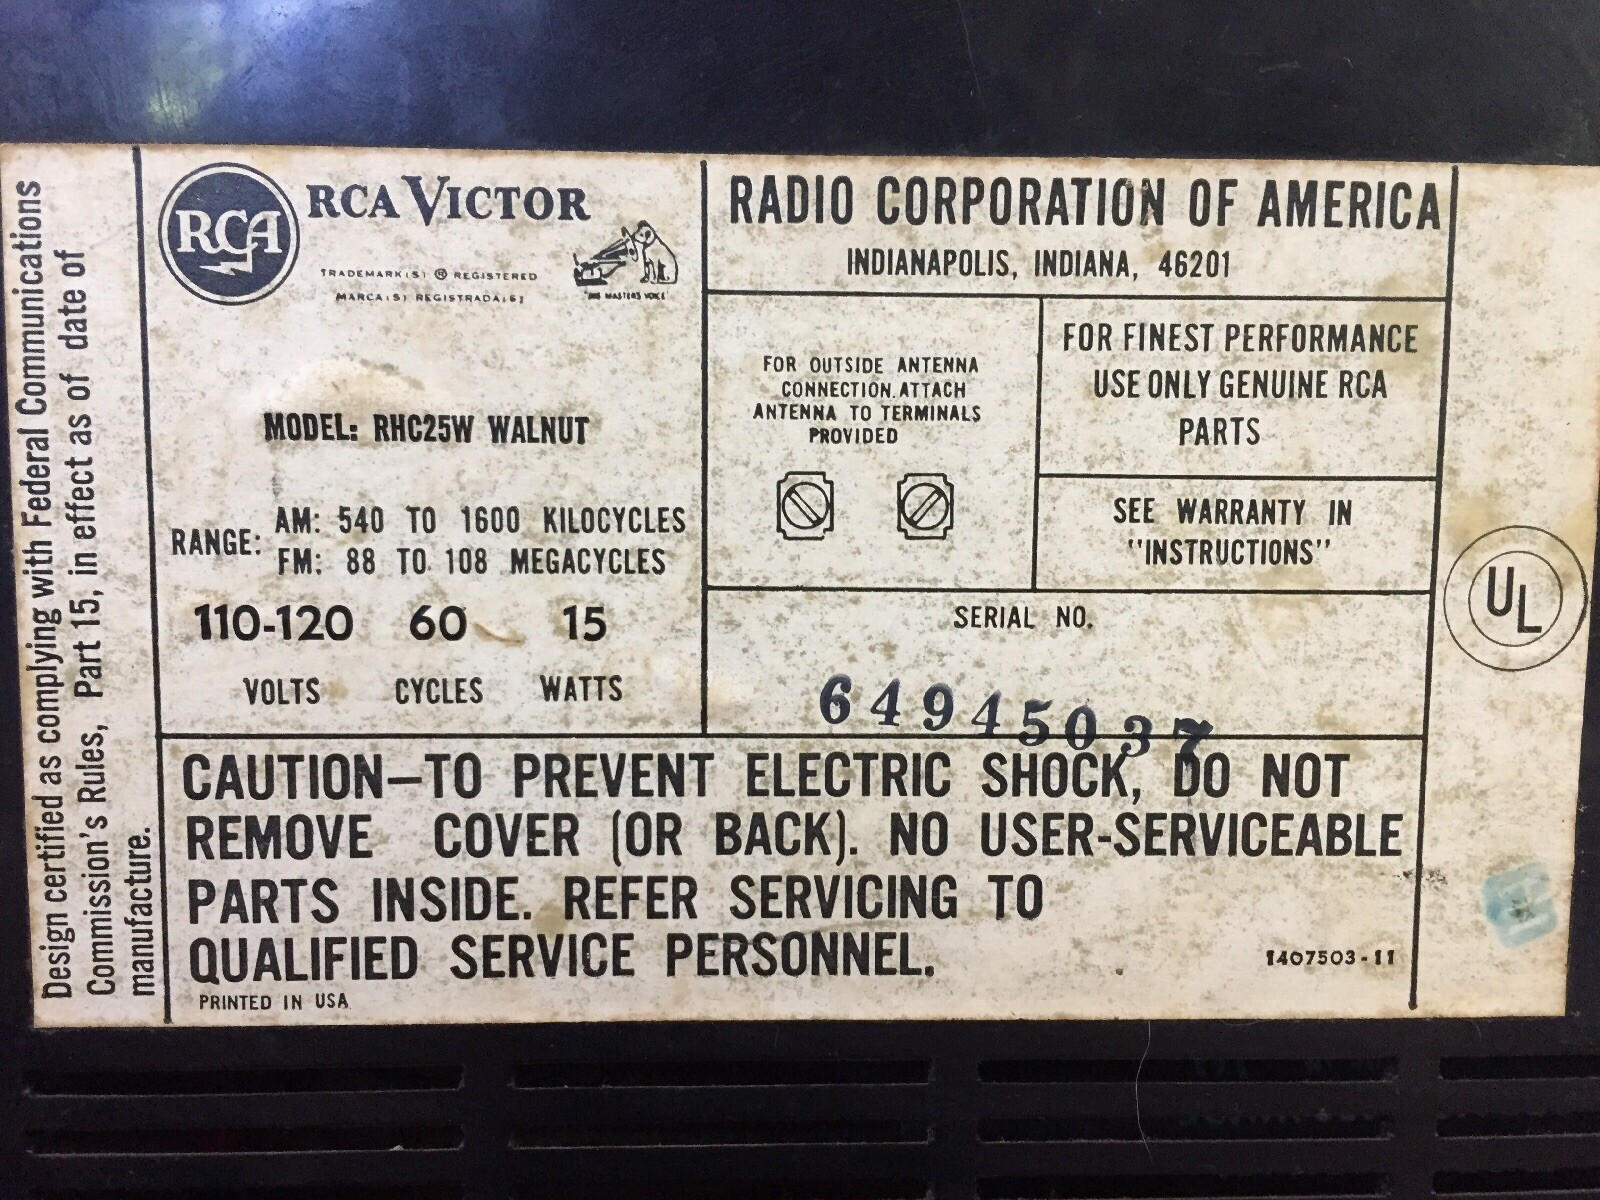 Design certified as complying with Federal Communications
Commission's Rules, Part 15, in effect as of date of
manufacture.
RCA
RCA VICTOR
TRADEMARK(S) ® REGISTERED
MARCA(S) REGISTRADA(S)
"HIS MASTER'S VOICE"
MODEL: RHC25W WALNUT
RANGE:
AM: 540 TO 1600 KILOCYCLES
FM: 88 TO 108 MEGACYCLES
110-120 60 15
VOLTS CYCLES WATTS
RADIO CORPORATION OF AMERICA
INDIANAPOLIS, INDIANA, 46201
FOR OUTSIDE ANTENNA
CONNECTION.ATTACH
ANTENNA TO TERMINALS
PROVIDED
FOR FINEST PERFORMANCE
USE ONLY GENUINE RCA
PARTS
SEE WARRANTY IN
"INSTRUCTIONS"
SERIAL NO.
64945037
UL
CAUTION—TO PREVENT ELECTRIC SHOCK, DO NOT
REMOVE COVER (OR BACK). NO USER-SERVICEABLE
PARTS INSIDE. REFER SERVICING TO
QUALIFIED SERVICE PERSONNEL.
PRINTED IN USA
1407503-11